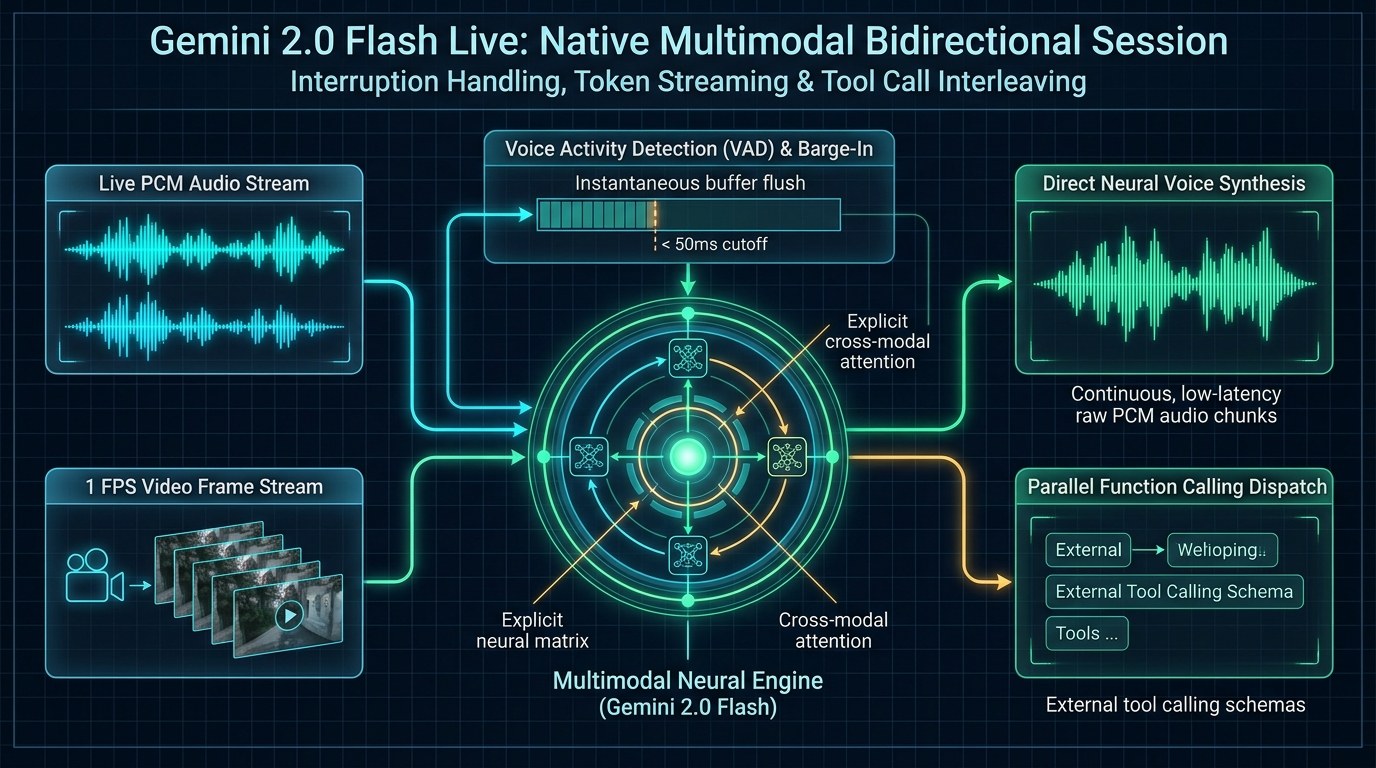 Gemini 2.0 Flash Live: Native Multimodal Bidirectional Session
Interruption Handling, Token Streaming & Tool Call Interleaving
Live PCM Audio Stream
Voice Activity Detection (VAD) & Barge-In
Instantaneous buffer flush
< 50ms cutoff
Direct Neural Voice Synthesis
Continuous, low-latency
raw PCM audio chunks
Explicit
cross-modal
attention
1 FPS Video Frame Stream
Explicit
neural matrix
Cross-modal
attention
Multimodal Neural Engine
(Gemini 2.0 Flash)
Parallel Function Calling Dispatch
External
External Tool Calling Schema
Tools ...
External tool calling schemas